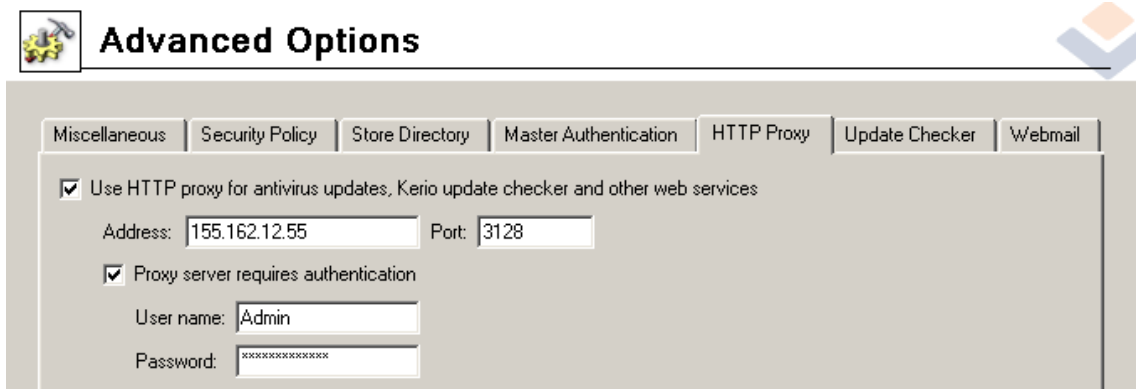 Advanced Options
Miscellaneous Security Policy Store Directory Master Authentication HTTP Proxy Update Checker Webmail
Use HTTP proxy for antivirus updates, Kerio update checker and other web services
Address: 155.162.12.55 Port: 3128
Proxy server requires authentication
User name: Admin
Password: xxxxxxxxxxxxx